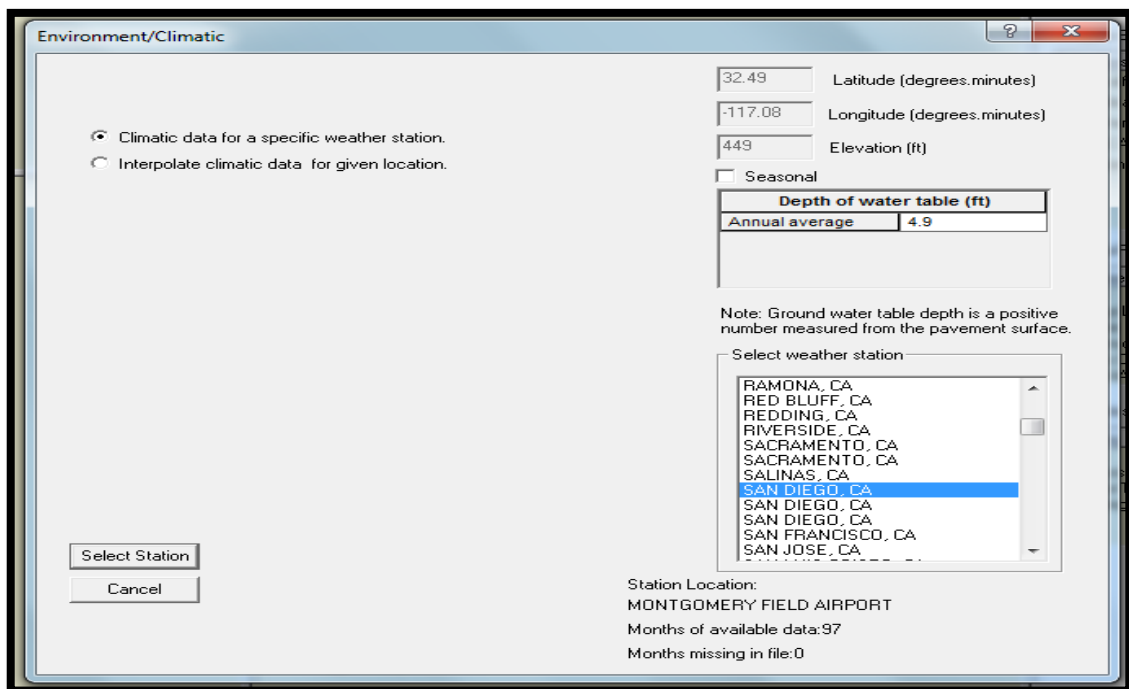 Environment/Climatic
32.49 Latitude (degrees.minutes)
-117.08 Longitude (degrees.minutes)
449 Elevation (ft)
Climatic data for a specific weather station.
Interpolate climatic data for given location.
Seasonal
Depth of water table (ft)
Annual average 4.9
Note: Ground water table depth is a positive
number measured from the pavement surface.
Select weather station
RAMONA, CA
RED BLUFF, CA
REDDING, CA
RIVERSIDE, CA
SACRAMENTO, CA
SACRAMENTO, CA
SALINAS, CA
SAN DIEGO, CA
SAN DIEGO, CA
SAN DIEGO, CA
SAN FRANCISCO, CA
SAN JOSE, CA
Select Station
Cancel
Station Location:
MONTGOMERY FIELD AIRPORT
Months of available data:97
Months missing in file:0